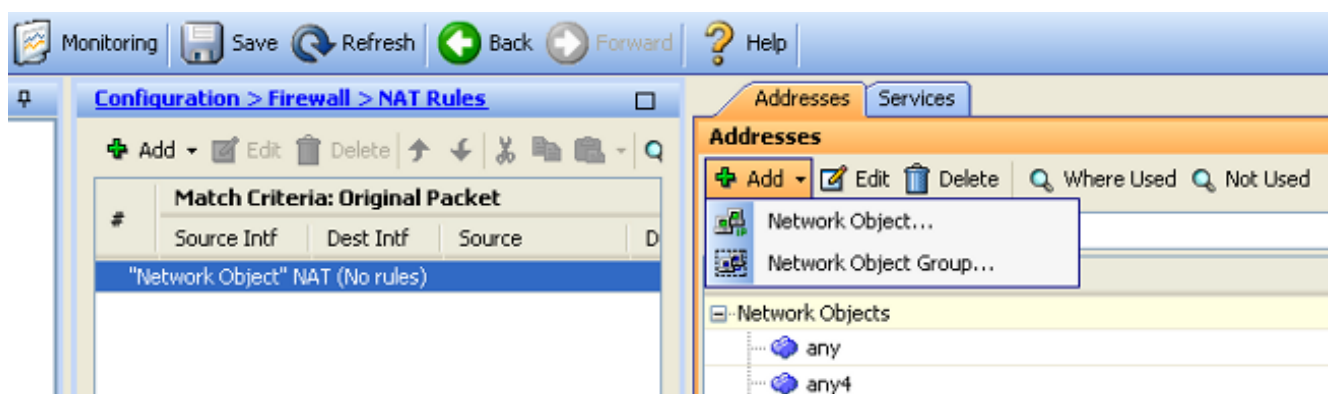 Monitoring Save Refresh Back Forward Help
Configuration > Firewall > NAT Rules
Add Edit Delete
# Match Criteria: Original Packet
Source Intf Dest Intf Source D
"Network Object" NAT (No rules)
Addresses Services
Addresses
Add Edit Delete Where Used Not Used
Network Object...
Network Object Group...
Network Objects
any
any4